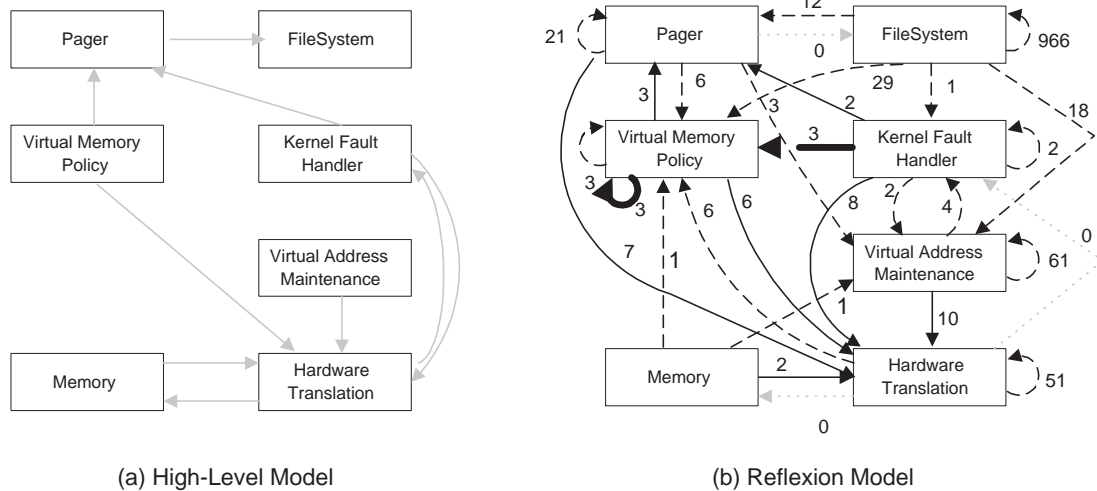 Pager
FileSystem
Virtual Memory
Policy
Kernel Fault
Handler
Virtual Address
Maintenance
Memory
Hardware
Translation
(a) High-Level Model
12
21
Pager
FileSystem
0
966
3
6
29
1
3
2
18
Virtual Memory
Policy
3
Kernel Fault
Handler
2
3
3
6
6
8
2
4
0
7
1
Virtual Address
Maintenance
61
1
10
Memory
2
Hardware
Translation
51
0
(b) Reflexion Model